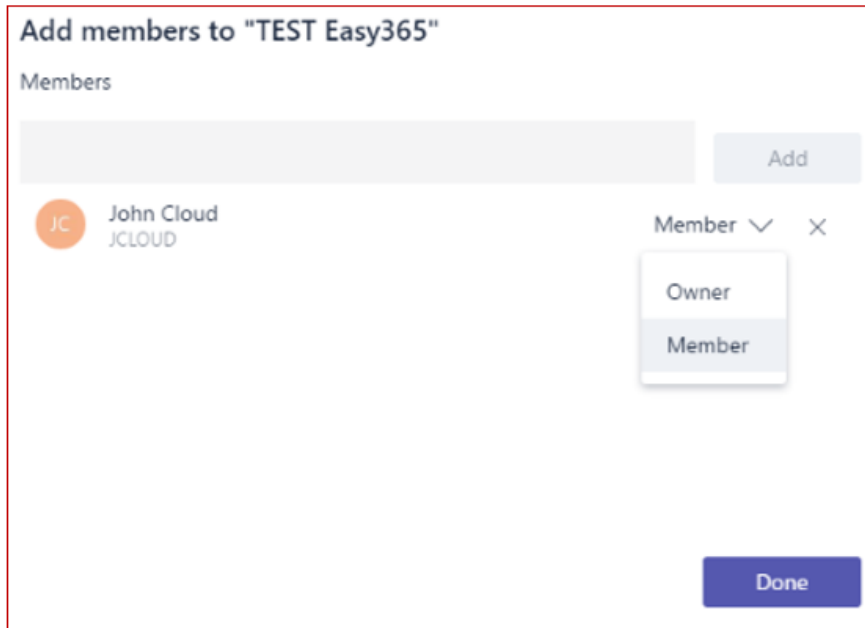 Add members to "TEST Easy365"
Members
Add
JC
John Cloud
JCLOUD
Member
Owner
Member
Done